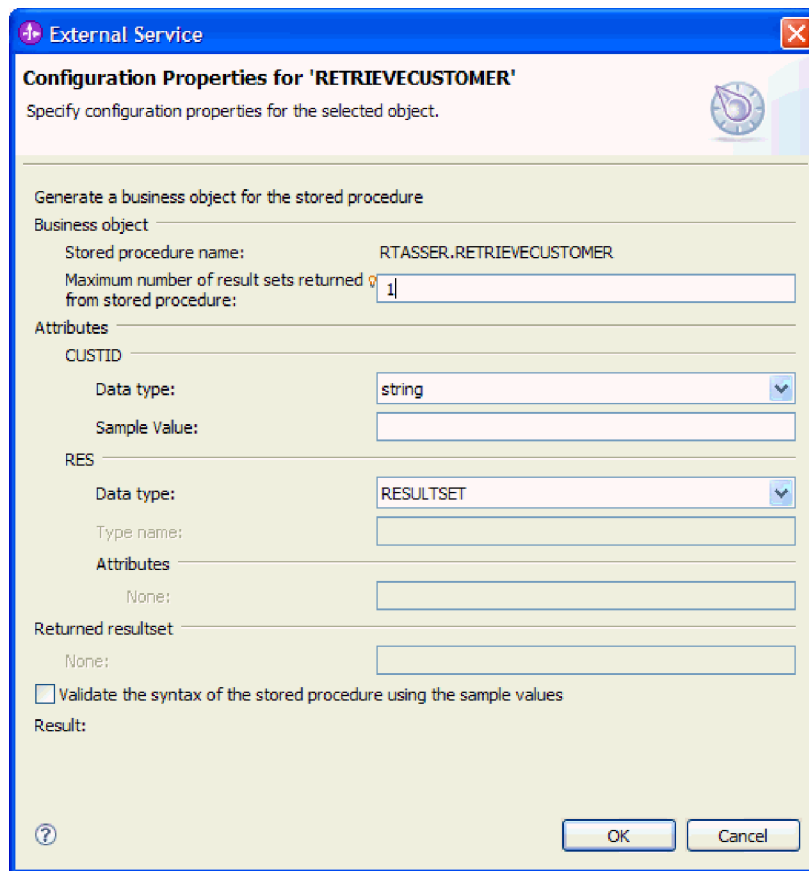 External Service
Configuration Properties for 'RETRIEVECUSTOMER'
Specify configuration properties for the selected object.
Generate a business object for the stored procedure
Business object
Stored procedure name: RTASSER.RETRIEVECUSTOMER
Maximum number of result sets returned
from stored procedure: 1
Attributes
CUSTID
Data type: string
Sample Value:
RES
Data type: RESULTSET
Type name:
Attributes
None:
Returned resultset
None:
Validate the syntax of the stored procedure using the sample values
Result:
?
OK Cancel